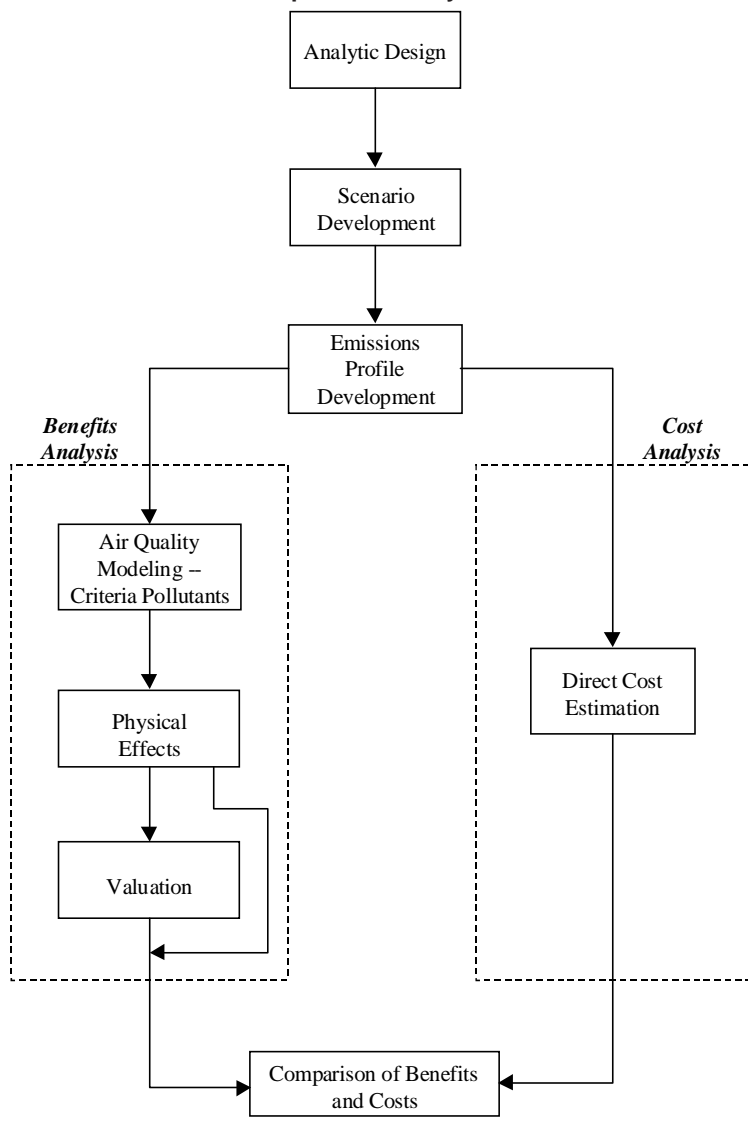 Analytic Design
Scenario
Development
Emissions
Profile
Development
Benefits
Analysis
Cost
Analysis
Air Quality
Modeling --
Criteria Pollutants
Physical
Effects
Valuation
Direct Cost
Estimation
Comparison of Benefits
and Costs